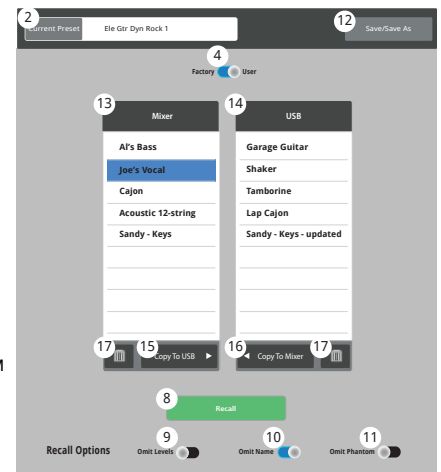 2
Current Preset Ele Gtr Dyn Rock 1
12
Save/Save As
4
Factory User
13
Mixer
Al's Bass
Joe's Vocal
Cajon
Acoustic 12-string
Sandy - Keys
14
USB
Garage Guitar
Shaker
Tamborine
Lap Cajon
Sandy - Keys - updated
17 15 16 17
Copy To USB Copy To Mixer
8
Recall
9 10 11
Recall Options Omit Levels Omit Name Omit Phantom